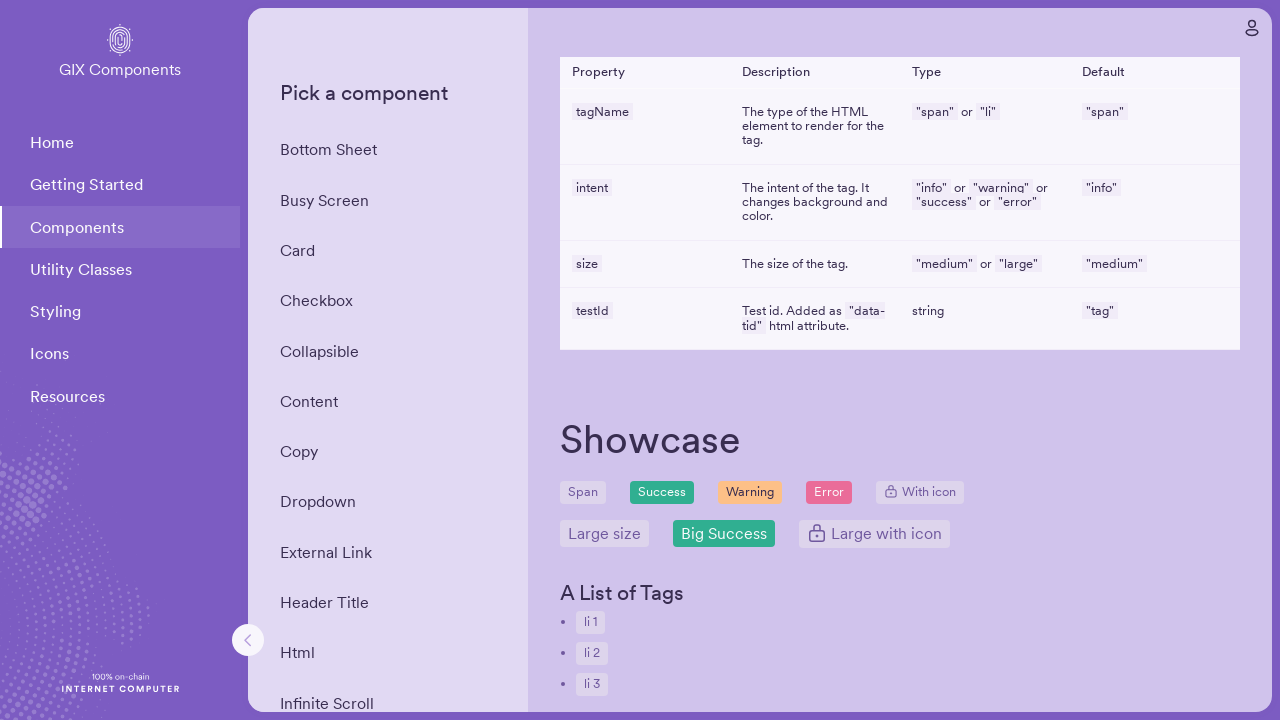 GIX Components
Home
Getting Started
Components
Utility Classes
Styling
Icons
Resources
100% on-chain
INTERNET COMPUTER
Pick a component
Bottom Sheet
Busy Screen
Card
Checkbox
Collapsible
Content
Copy
Dropdown
External Link
Header Title
Html
Infinite Scroll
Property Description Type Default
tagName The type of the HTML "span" or "li" "span"
element to render for the
tag.
intent The intent of the tag. It "info" or "warning" or "info"
changes background and "success" or "error"
color.
size The size of the tag. "medium" or "large" "medium"
testId Test id. Added as "data- string "tag"
tid" html attribute.
Showcase
Span Success Warning Error With icon
Large size Big Success Large with icon
A List of Tags
li 1
li 2
li 3